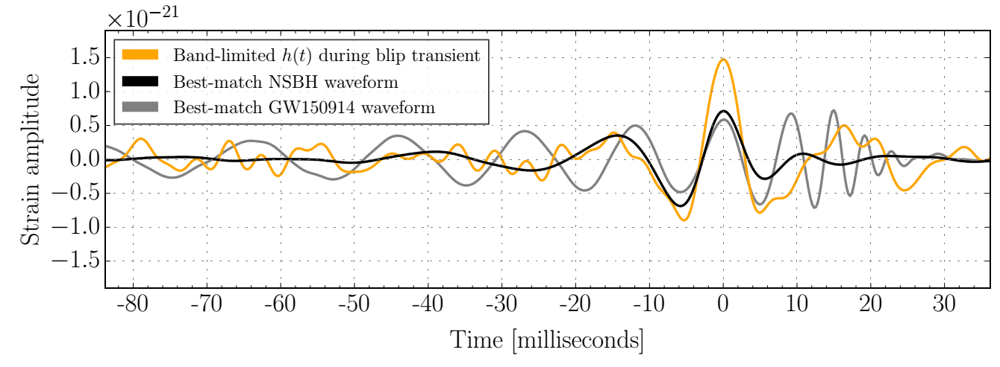 ×10⁻²¹
Band-limited h(t) during blip transient
Best-match NSBH waveform
Best-match GW150914 waveform
Strain amplitude
1.5
1.0
0.5
0.0
−0.5
−1.0
−1.5
-80 -70 -60 -50 -40 -30 -20 -10 0 10 20 30
Time [milliseconds]